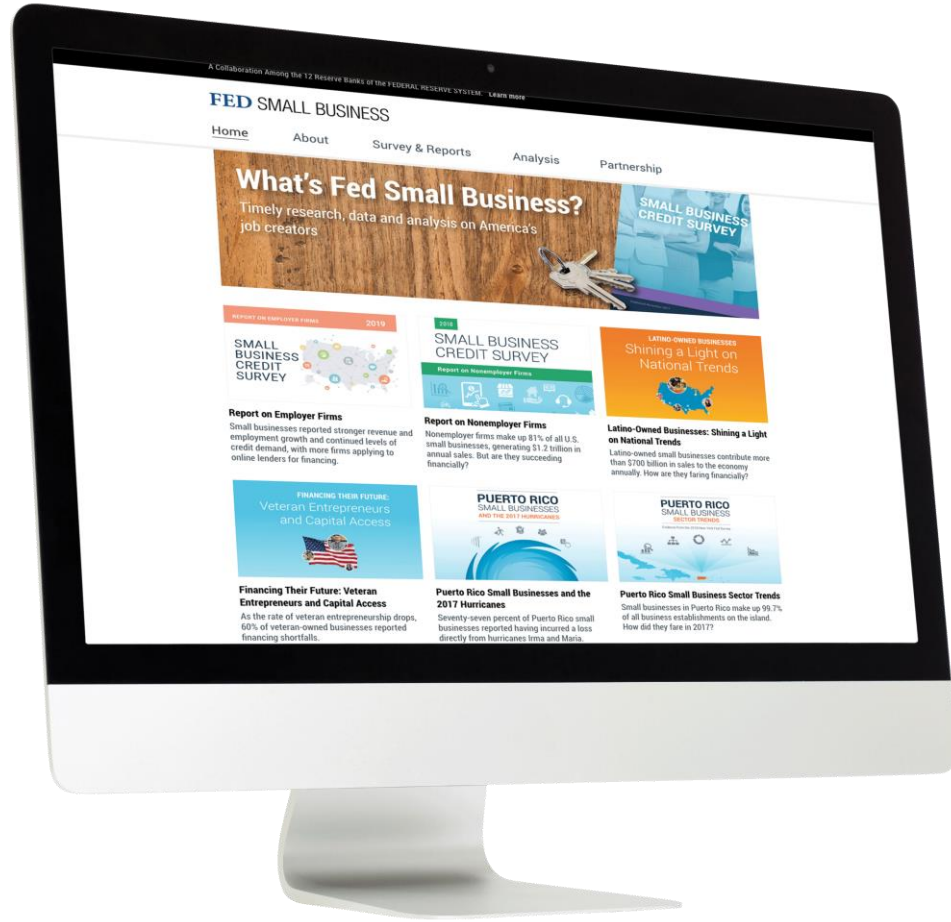 A Collaboration Among the 12 Reserve Banks of the FEDERAL RESERVE SYSTEM. Learn more
FED SMALL BUSINESS
Home About Survey & Reports Analysis Partnership
What's Fed Small Business?
Timely research, data and analysis on America's
job creators
SMALL BUSINESS
CREDIT SURVEY
REPORT ON EMPLOYER FIRMS 2019
SMALL
BUSINESS
CREDIT
SURVEY
Report on Employer Firms
Small businesses reported stronger revenue and
employment growth and continued levels of
credit demand, with more firms applying to
online lenders for financing.
2018
SMALL BUSINESS
CREDIT SURVEY
Report on Nonemployer Firms
Report on Nonemployer Firms
Nonemployer firms make up 81% of all U.S.
small businesses, generating $1.2 trillion in
annual sales. But are they succeeding
financially?
LATINO-OWNED BUSINESSES
Shining a Light on
National Trends
Latino-Owned Businesses: Shining a Light
on National Trends
Latino-owned small businesses contribute more
than $700 billion in sales to the economy
annually. How are they faring financially?
FINANCING THEIR FUTURE:
Veteran Entrepreneurs
and Capital Access
Financing Their Future: Veteran
Entrepreneurs and Capital Access
As the rate of veteran entrepreneurship drops,
60% of veteran-owned businesses reported
financing shortfalls.
PUERTO RICO
SMALL BUSINESSES
AND THE 2017 HURRICANES
Puerto Rico Small Businesses and the
2017 Hurricanes
Seventy-seven percent of Puerto Rico small
businesses reported having incurred a loss
directly from hurricanes Irma and Maria.
PUERTO RICO
SMALL BUSINESS
SECTOR TRENDS
Puerto Rico Small Business Sector Trends
Small businesses in Puerto Rico make up 99.7%
of all business establishments on the island.
How did they fare in 2017?